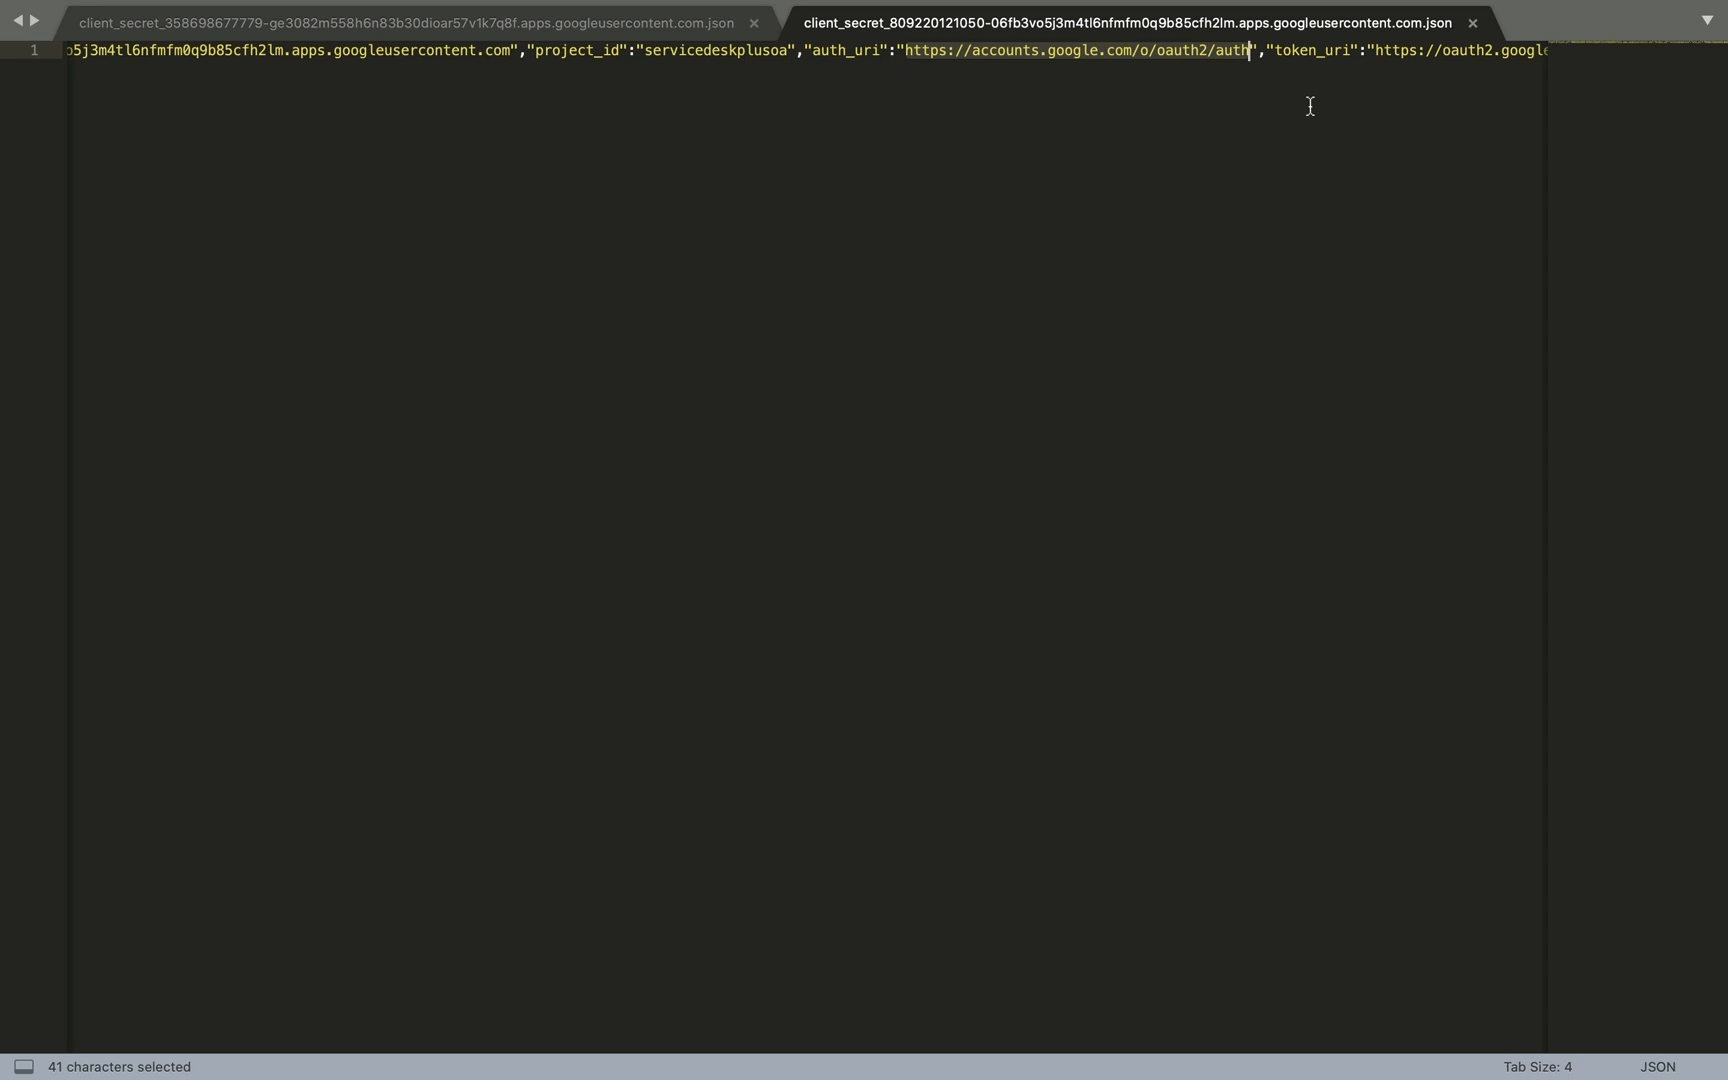 client_secret_358698677779-ge3082m558h6n83b30dioar57v1k7q8f.apps.googleusercontent.com.json
client_secret_809220121050-06fb3vo5j3m4tl6nfmfm0q9b85cfh2lm.apps.googleusercontent.com.json
1 o5j3m4tl6nfmfm0q9b85cfh2lm.apps.googleusercontent.com","project_id":"servicedeskplusoa","auth_uri":"https://accounts.google.com/o/oauth2/auth","token_uri":"https://oauth2.google
41 characters selected
Tab Size: 4
JSON